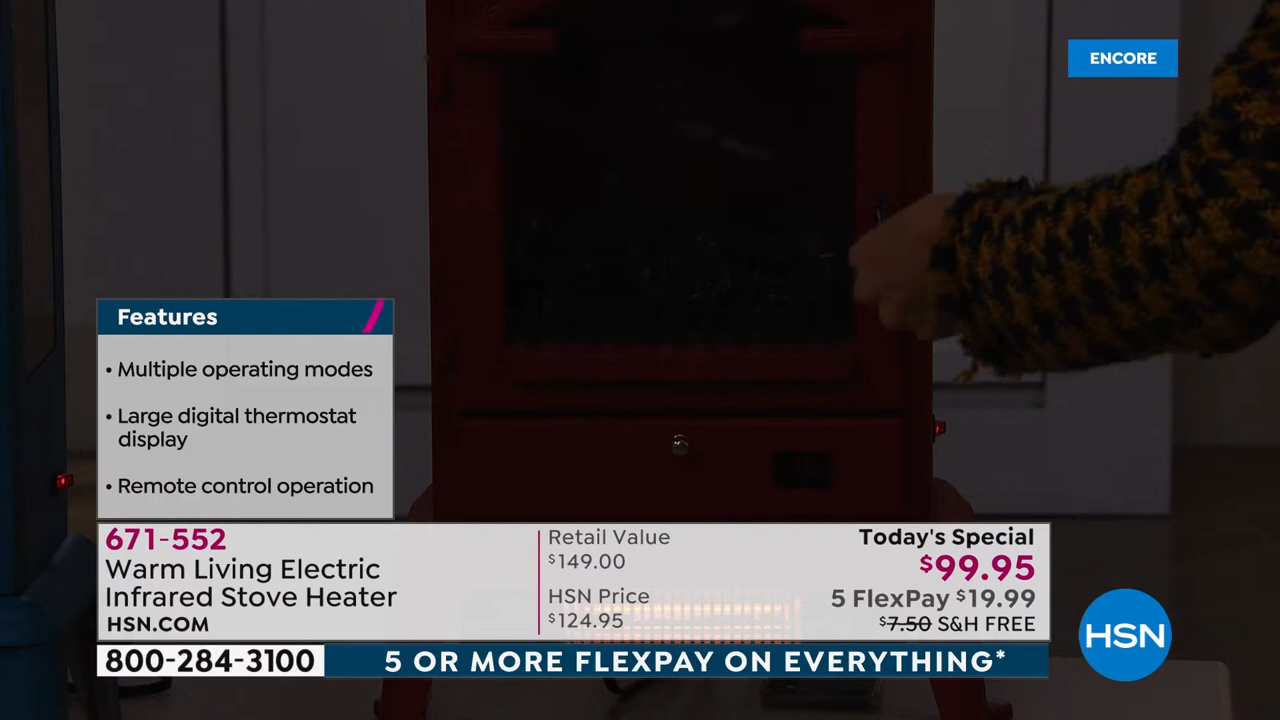 ENCORE
Features
• Multiple operating modes
• Large digital thermostat
display
• Remote control operation
671-552
Warm Living Electric
Infrared Stove Heater
HSN.COM
Retail Value
$149.00
HSN Price
$124.95
Today's Special
$99.95
5 FlexPay $19.99
$7.50 S&H FREE
800-284-3100
5 OR MORE FLEXPAY ON EVERYTHING*
HSN